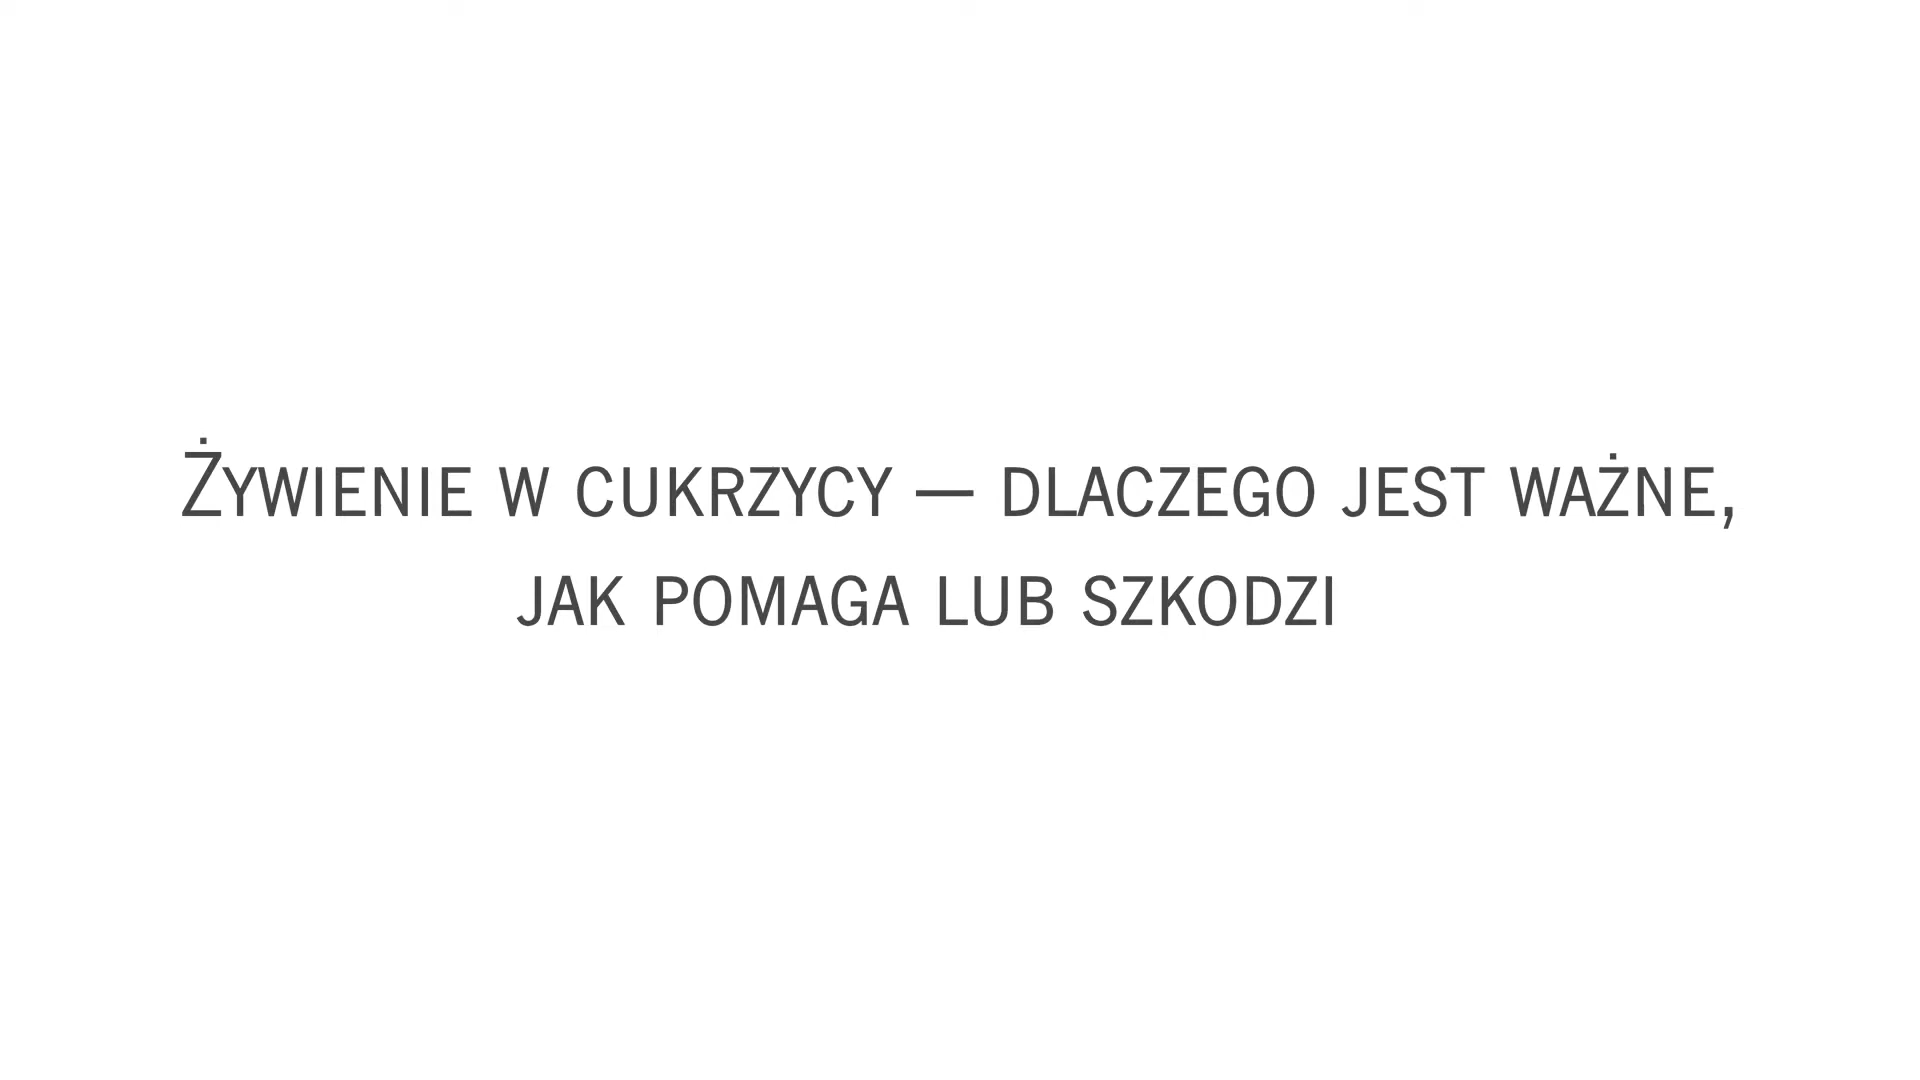 Żywienie w cukrzycy — dlaczego jest ważne,
jak pomaga lub szkodzi